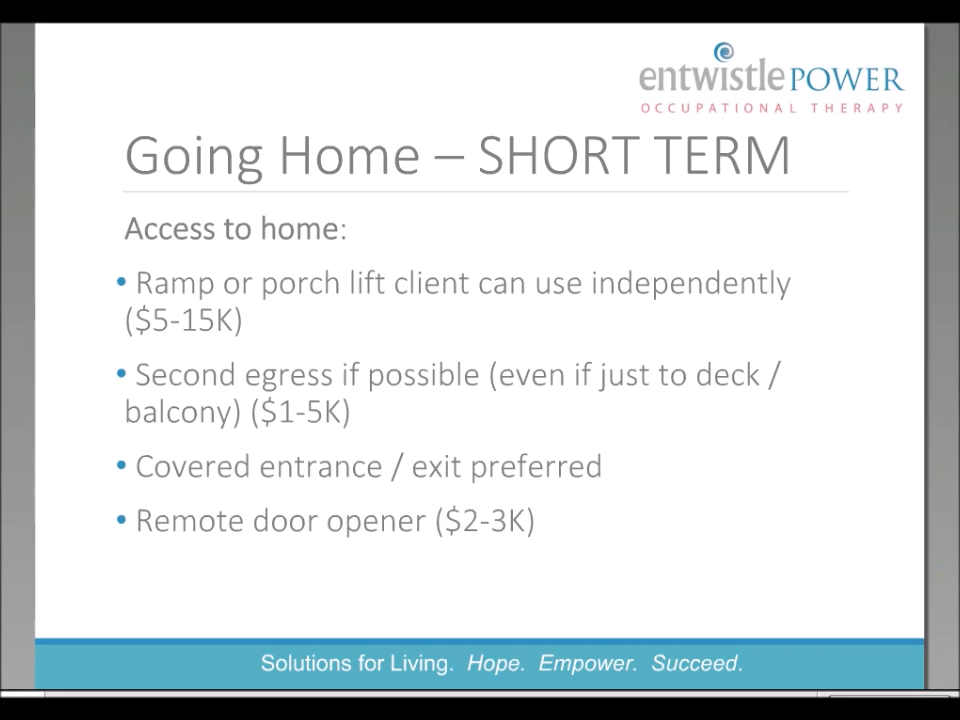 entwistle POWER
OCCUPATIONAL THERAPY
Going Home – SHORT TERM
Access to home:
• Ramp or porch lift client can use independently
($5-15K)
• Second egress if possible (even if just to deck /
balcony) ($1-5K)
• Covered entrance / exit preferred
• Remote door opener ($2-3K)
Solutions for Living. Hope. Empower. Succeed.